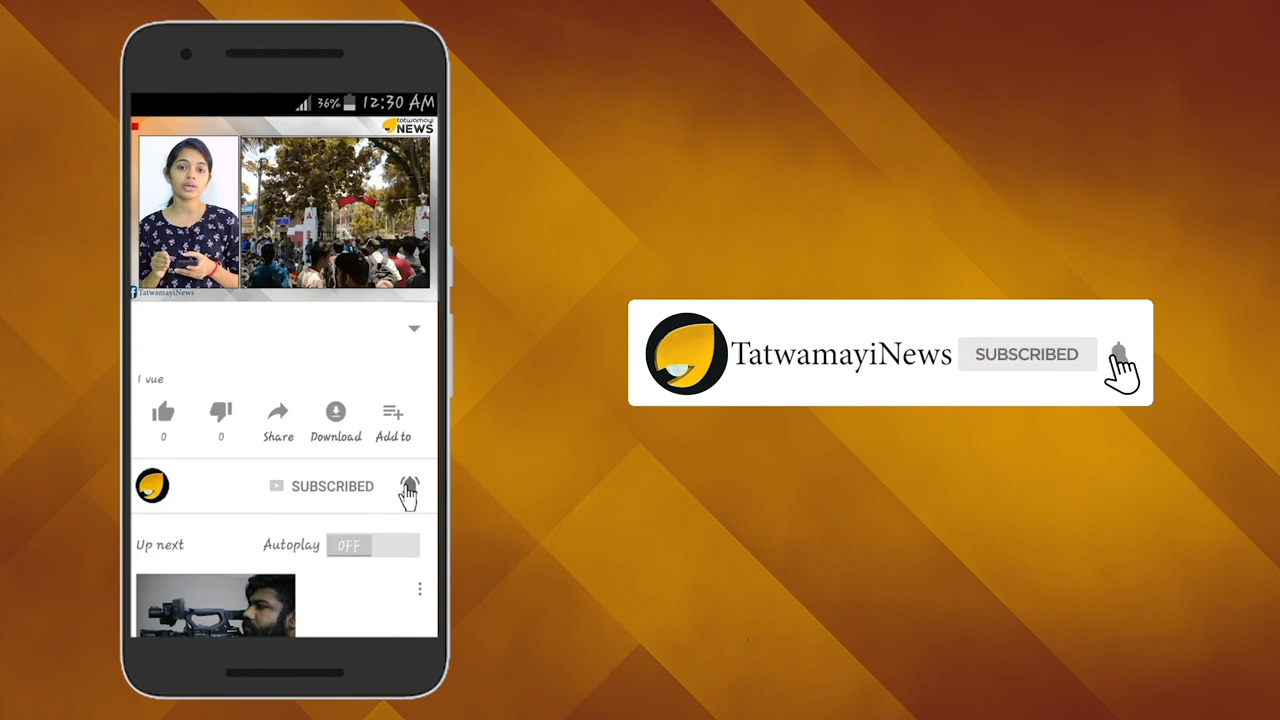 36% 12:30 AM
tatwamayi
NEWS
TatwamayiNews
1 vue
0 0 Share Download Add to
SUBSCRIBED
Up next Autoplay OFF
TatwamayiNews SUBSCRIBED